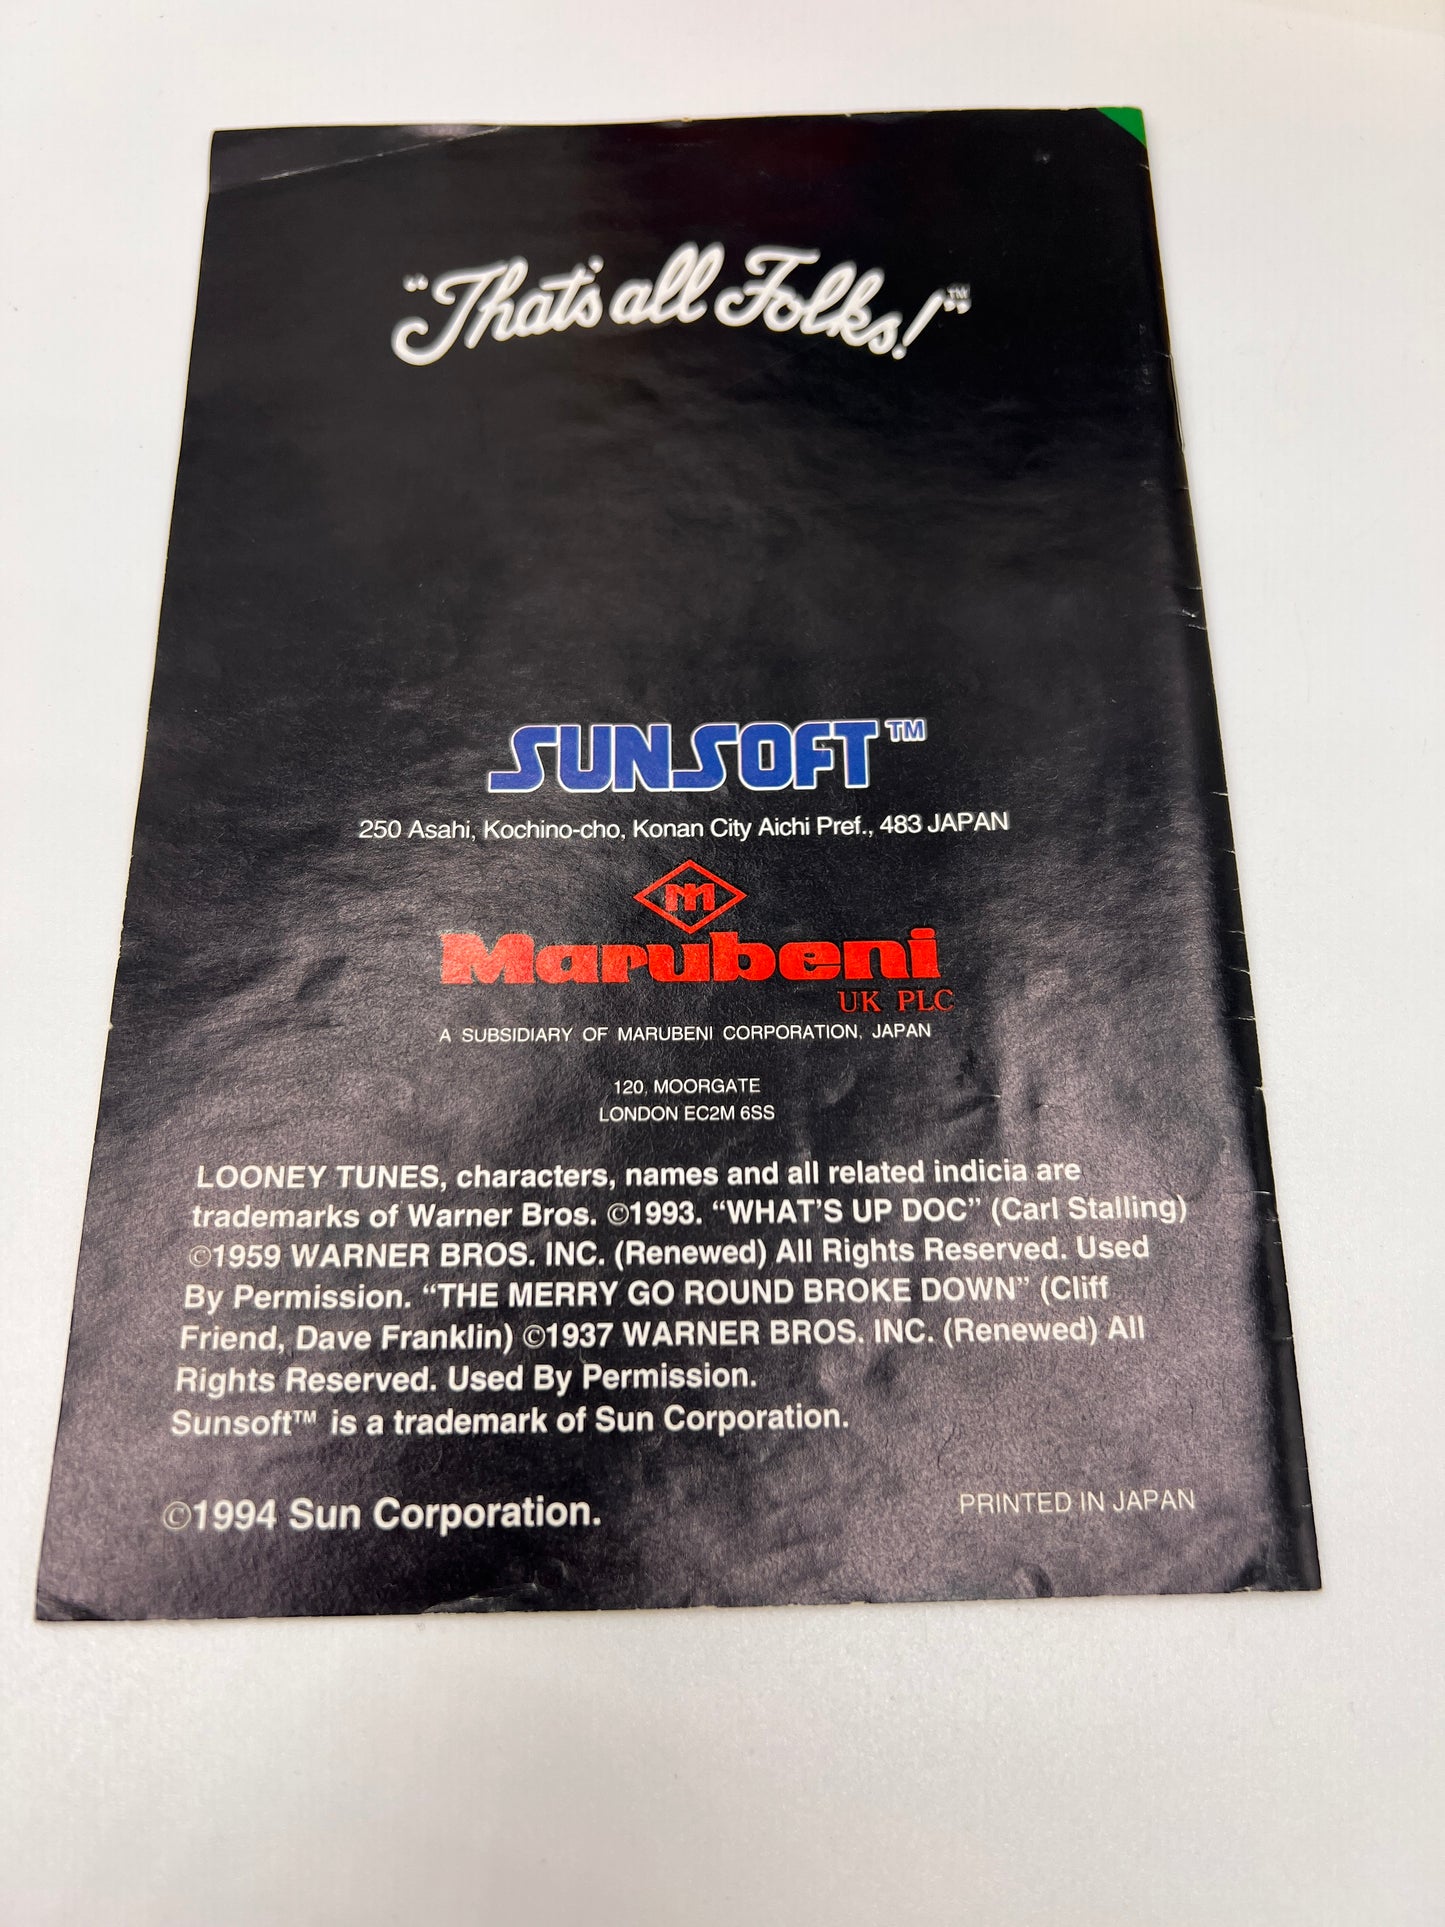 “That's all Folks!”™
SUNSOFT™
250 Asahi, Kochino-cho, Konan City Aichi Pref., 483 JAPAN
m
Marubeni
UK PLC
A SUBSIDIARY OF MARUBENI CORPORATION, JAPAN
120, MOORGATE
LONDON EC2M 6SS
LOONEY TUNES, characters, names and all related indicia are
trademarks of Warner Bros. ©1993. “WHAT'S UP DOC” (Carl Stalling)
©1959 WARNER BROS. INC. (Renewed) All Rights Reserved. Used
By Permission. “THE MERRY GO ROUND BROKE DOWN” (Cliff
Friend, Dave Franklin) ©1937 WARNER BROS. INC. (Renewed) All
Rights Reserved. Used By Permission.
Sunsoft™ is a trademark of Sun Corporation.
©1994 Sun Corporation.
PRINTED IN JAPAN